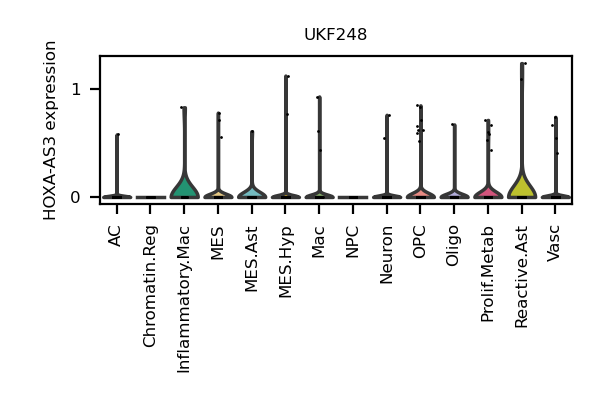 UKF248
HOXA-AS3 expression
1
0
AC
Chromatin.Reg
Inflammatory.Mac
MES
MES.Ast
MES.Hyp
Mac
NPC
Neuron
OPC
Oligo
Prolif.Metab
Reactive.Ast
Vasc